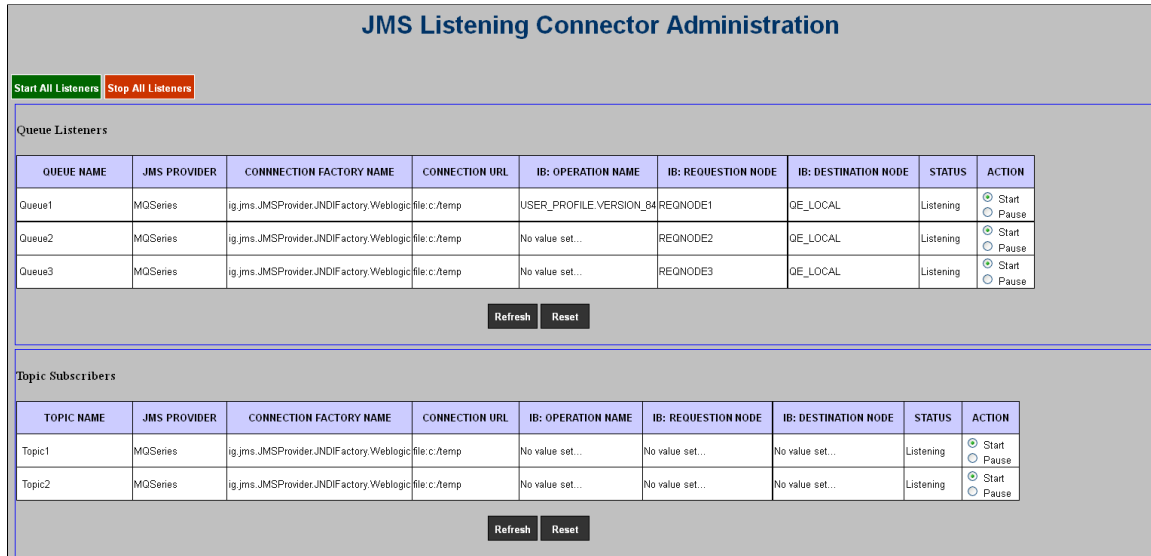 JMS Listening Connector Administration
Start All Listeners Stop All Listeners
Queue Listeners
QUEUE NAME JMS PROVIDER CONNNECTION FACTORY NAME CONNECTION URL IB: OPERATION NAME IB: REQUESTION NODE IB: DESTINATION NODE STATUS ACTION
Queue1 MQSeries ig.jms.JMSProvider.JNDIFactory.Weblogic file:c:/temp USER_PROFILE.VERSION_84 REQNODE1 QE_LOCAL Listening Start
Pause
Queue2 MQSeries ig.jms.JMSProvider.JNDIFactory.Weblogic file:c:/temp No value set... REQNODE2 QE_LOCAL Listening Start
Pause
Queue3 MQSeries ig.jms.JMSProvider.JNDIFactory.Weblogic file:c:/temp No value set... REQNODE3 QE_LOCAL Listening Start
Pause
Refresh Reset
Topic Subscribers
TOPIC NAME JMS PROVIDER CONNECTION FACTORY NAME CONNECTION URL IB: OPERATION NAME IB: REQUESTION NODE IB: DESTINATION NODE STATUS ACTION
Topic1 MQSeries ig.jms.JMSProvider.JNDIFactory.Weblogic file:c:/temp No value set... No value set... No value set... Listening Start
Pause
Topic2 MQSeries ig.jms.JMSProvider.JNDIFactory.Weblogic file:c:/temp No value set... No value set... No value set... Listening Start
Pause
Refresh Reset